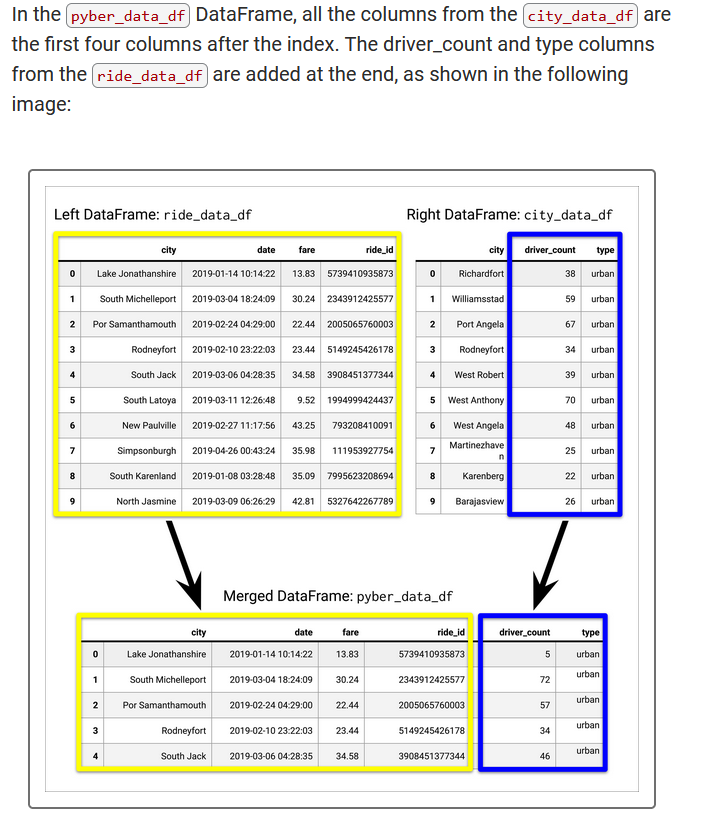 In the pyber_data_df DataFrame, all the columns from the city_data_df are
the first four columns after the index. The driver_count and type columns
from the ride_data_df are added at the end, as shown in the following
image:
Left DataFrame: ride_data_df
city date fare ride_id
0 Lake Jonathanshire 2019-01-14 10:14:22 13.83 5739410935873
1 South Michelleport 2019-03-04 18:24:09 30.24 2343912425577
2 Por Samanthamouth 2019-02-24 04:29:00 22.44 2005065760003
3 Rodneyfort 2019-02-10 23:22:03 23.44 5149245426178
4 South Jack 2019-03-06 04:28:35 34.58 3908451377344
5 South Latoya 2019-03-11 12:26:48 9.52 1994999424437
6 New Paulville 2019-02-27 11:17:56 43.25 793208410091
7 Simpsonburgh 2019-04-26 00:43:24 35.98 111953927754
8 South Karenland 2019-01-08 03:28:48 35.09 7995623208694
9 North Jasmine 2019-03-09 06:26:29 42.81 5327642267789
Right DataFrame: city_data_df
city driver_count type
0 Richardfort 38 urban
1 Williamsstad 59 urban
2 Port Angela 67 urban
3 Rodneyfort 34 urban
4 West Robert 39 urban
5 West Anthony 70 urban
6 West Angela 48 urban
7 Martinezhave 25 urban
n
8 Karenberg 22 urban
9 Barajasview 26 urban
Merged DataFrame: pyber_data_df
city date fare ride_id driver_count type
0 Lake Jonathanshire 2019-01-14 10:14:22 13.83 5739410935873 5 urban
1 South Michelleport 2019-03-04 18:24:09 30.24 2343912425577 72 urban
2 Por Samanthamouth 2019-02-24 04:29:00 22.44 2005065760003 57 urban
3 Rodneyfort 2019-02-10 23:22:03 23.44 5149245426178 34 urban
4 South Jack 2019-03-06 04:28:35 34.58 3908451377344 46 urban